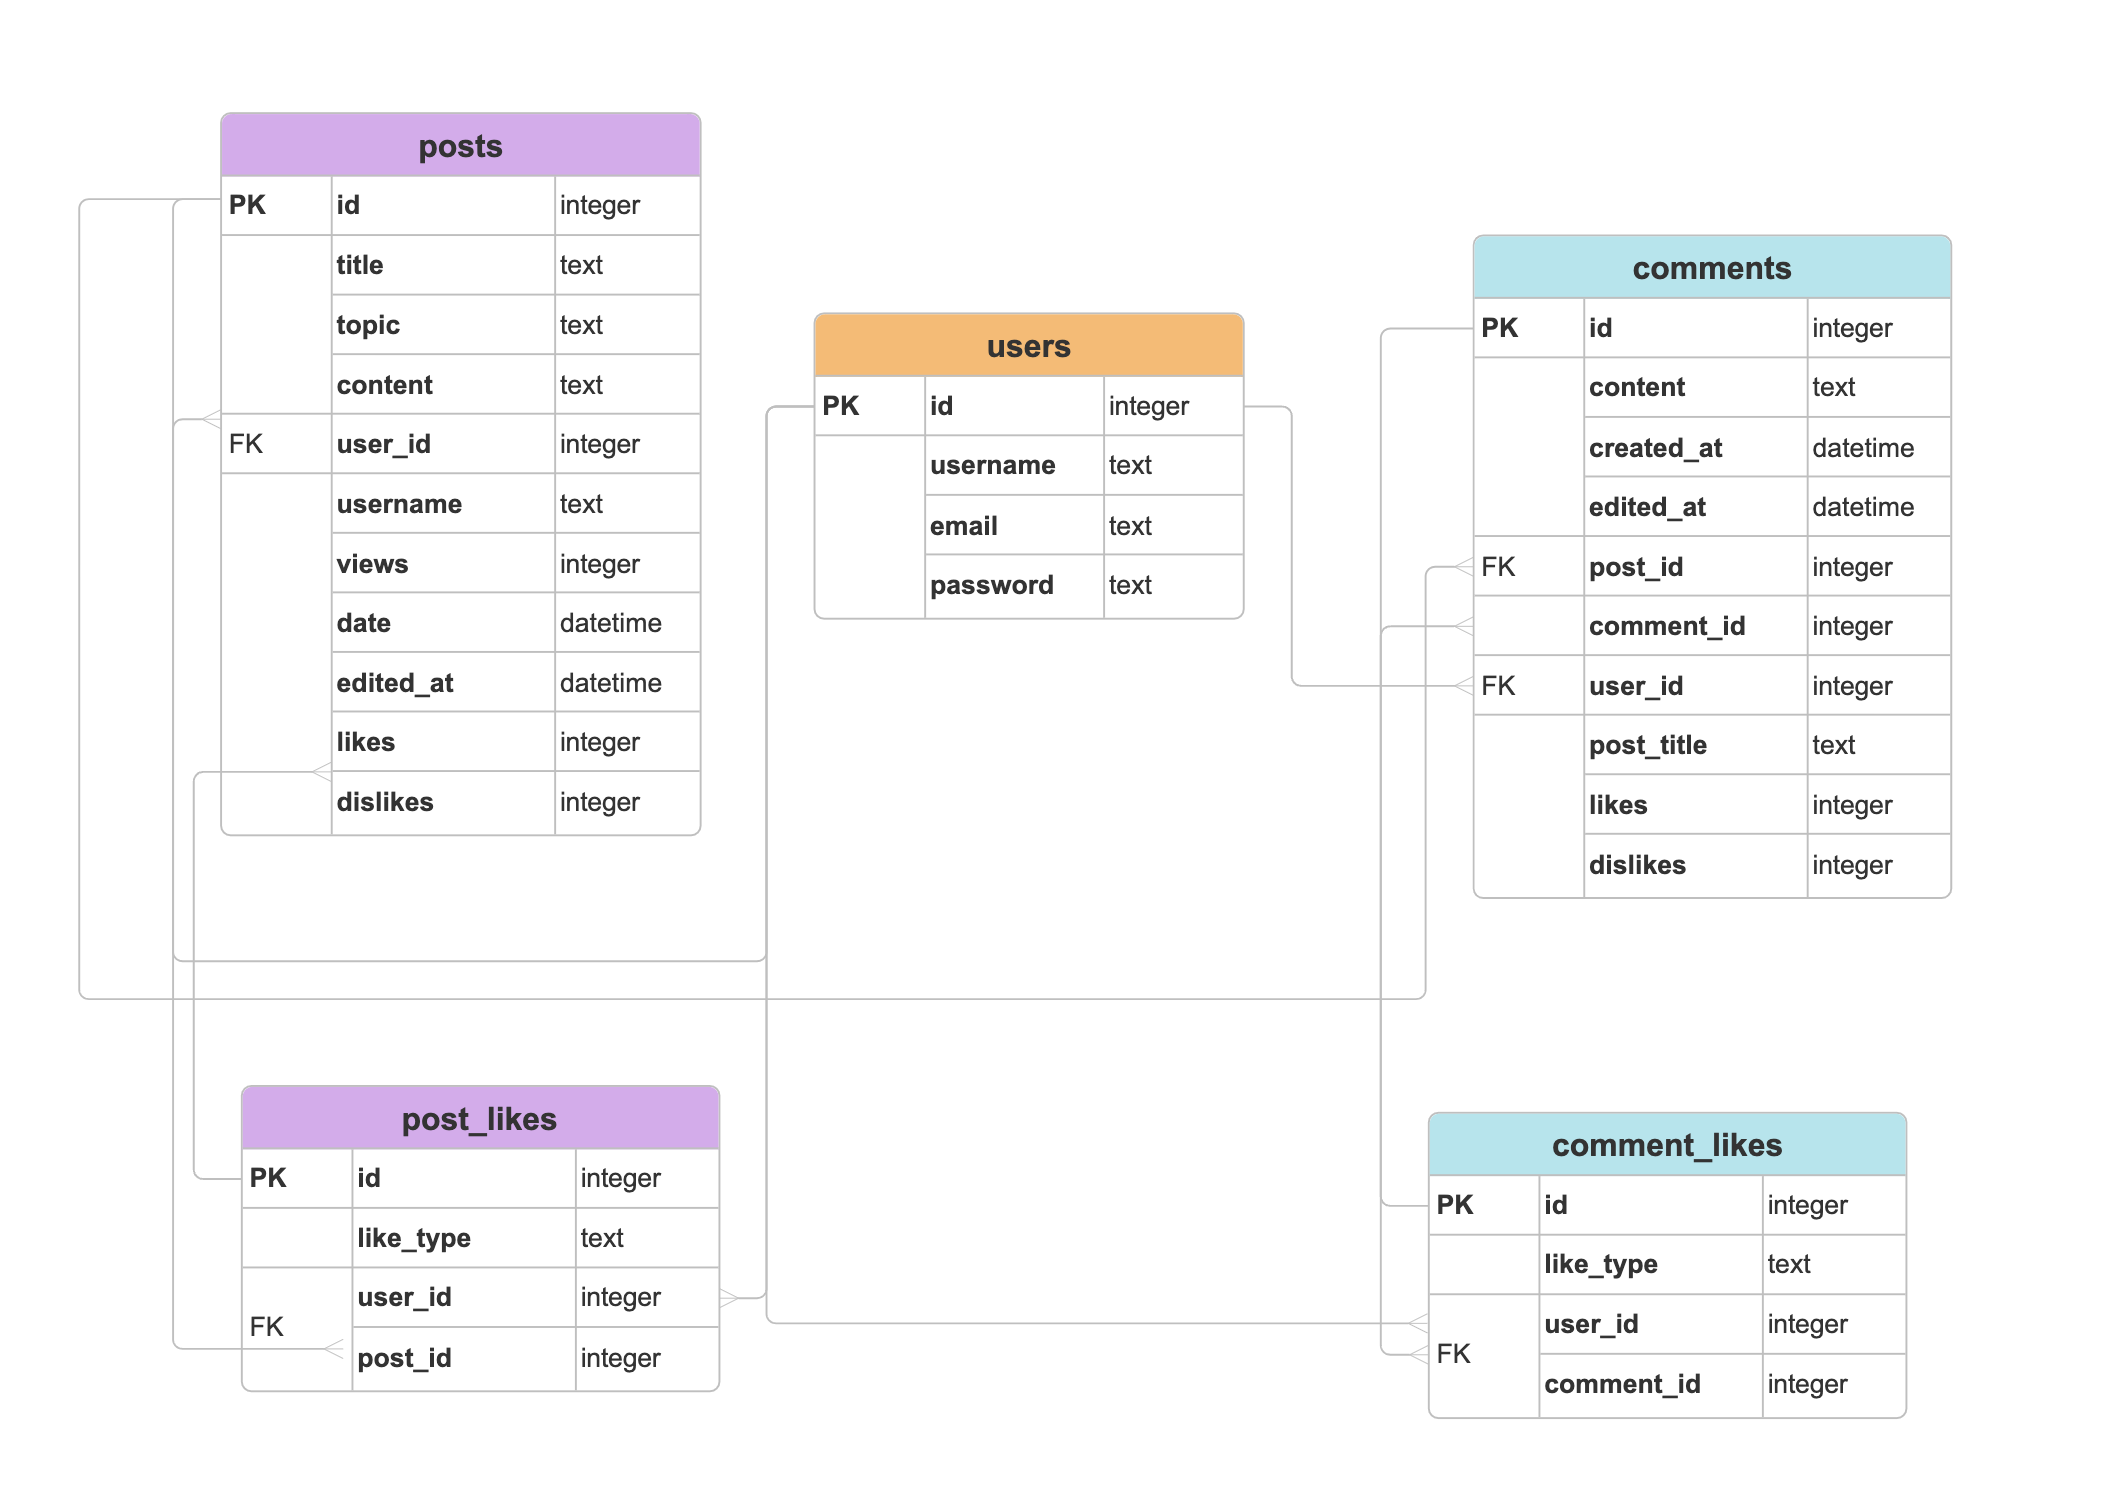 posts
PK id integer
title text
topic text
content text
FK user_id integer
username text
views integer
date datetime
edited_at datetime
likes integer
dislikes integer
users
PK id integer
username text
email text
password text
comments
PK id integer
content text
created_at datetime
edited_at datetime
FK post_id integer
comment_id integer
FK user_id integer
post_title text
likes integer
dislikes integer
post_likes
PK id integer
like_type text
user_id integer
FK
post_id integer
comment_likes
PK id integer
like_type text
user_id integer
FK
comment_id integer